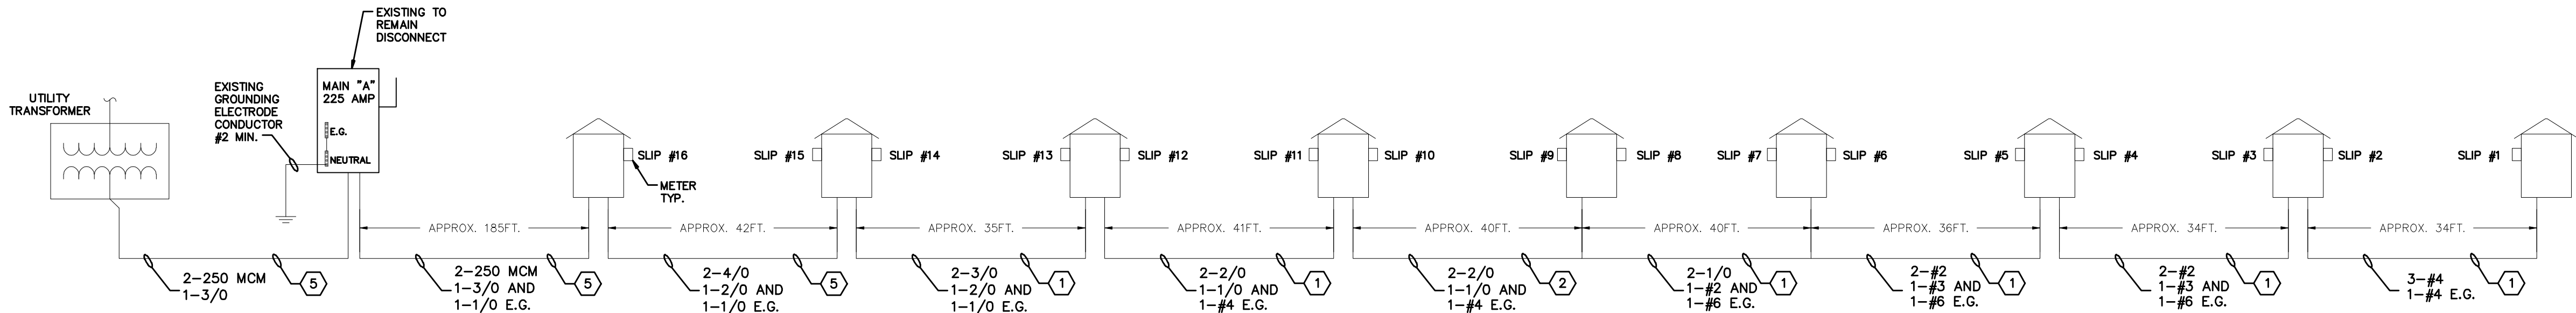 EXISTING TO
REMAIN
DISCONNECT
UTILITY
TRANSFORMER
EXISTING
GROUNDING
ELECTRODE
CONDUCTOR
#2 MIN.
MAIN "A"
225 AMP
E.G.
NEUTRAL
SLIP #16
METER
TYP.
SLIP #15
SLIP #14
SLIP #13
SLIP #12
SLIP #11
SLIP #10
SLIP #9
SLIP #8
SLIP #7
SLIP #6
SLIP #5
SLIP #4
SLIP #3
SLIP #2
SLIP #1
APPROX. 185FT.
APPROX. 42FT.
APPROX. 35FT.
APPROX. 41FT.
APPROX. 40FT.
APPROX. 40FT.
APPROX. 36FT.
APPROX. 34FT.
APPROX. 34FT.
2-250 MCM
1-3/0
5
2-250 MCM
1-3/0 AND
1-1/0 E.G.
5
2-4/0
1-2/0 AND
1-1/0 E.G.
5
2-3/0
1-2/0 AND
1-1/0 E.G.
1
2-2/0
1-1/0 AND
1-#4 E.G.
1
2-2/0
1-1/0 AND
1-#4 E.G.
2
2-1/0
1-#2 AND
1-#6 E.G.
1
2-#2
1-#3 AND
1-#6 E.G.
1
2-#2
1-#3 AND
1-#6 E.G.
1
3-#4
1-#4 E.G.
1